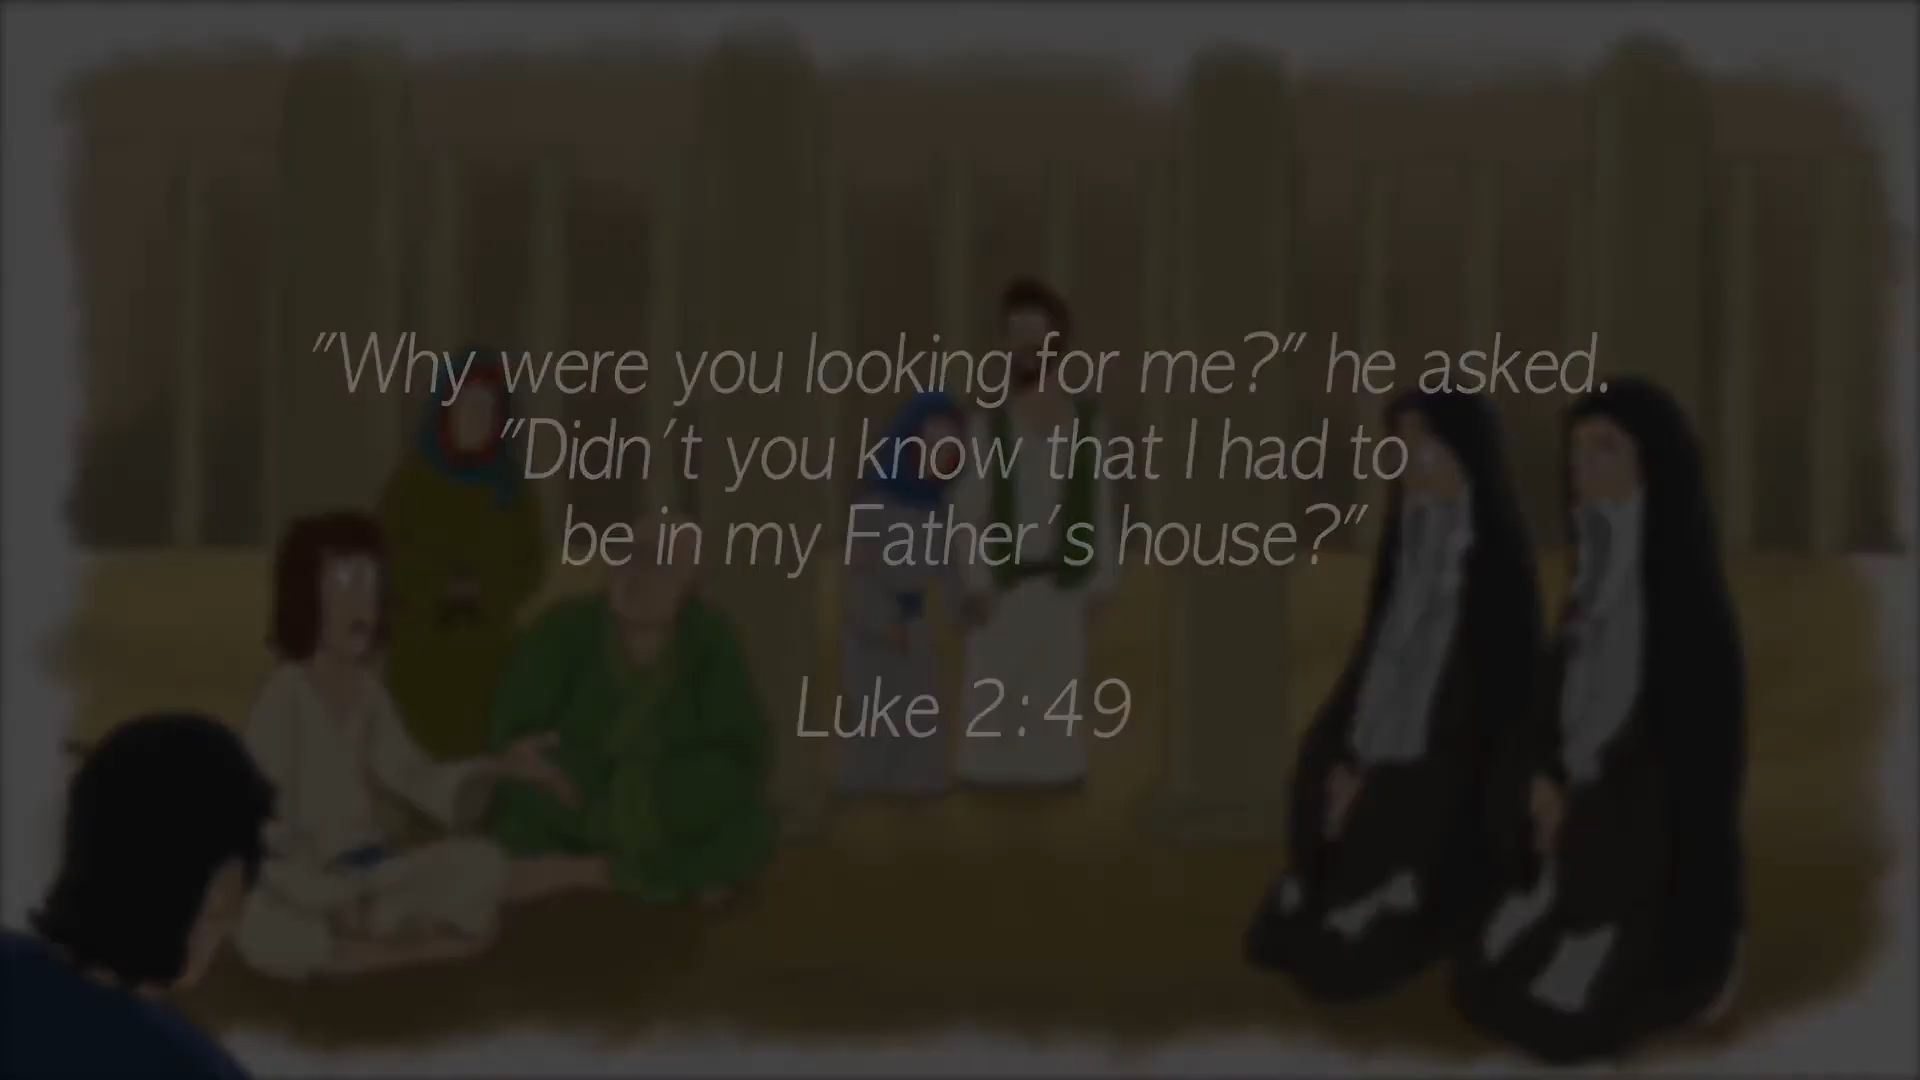 "Why were you looking for me?" he asked.
"Didn't you know that I had to
be in my Father's house?"
Luke 2:49